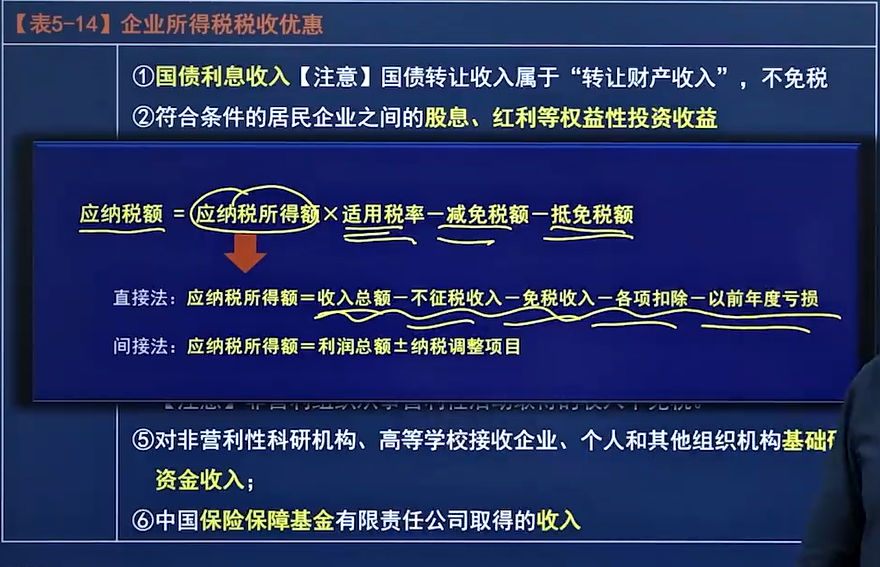 【表5-14】企业所得税税收优惠
①国债利息收入【注意】国债转让收入属于“转让财产收入”，不免税
②符合条件的居民企业之间的股息、红利等权益性投资收益
应纳税额 = 应纳税所得额×适用税率－减免税额－抵免税额
直接法：应纳税所得额＝收入总额－不征税收入－免税收入－各项扣除－以前年度亏损
间接法：应纳税所得额＝利润总额±纳税调整项目
⑤对非营利性科研机构、高等学校接收企业、个人和其他组织机构基础
资金收入；
⑥中国保险保障基金有限责任公司取得的收入